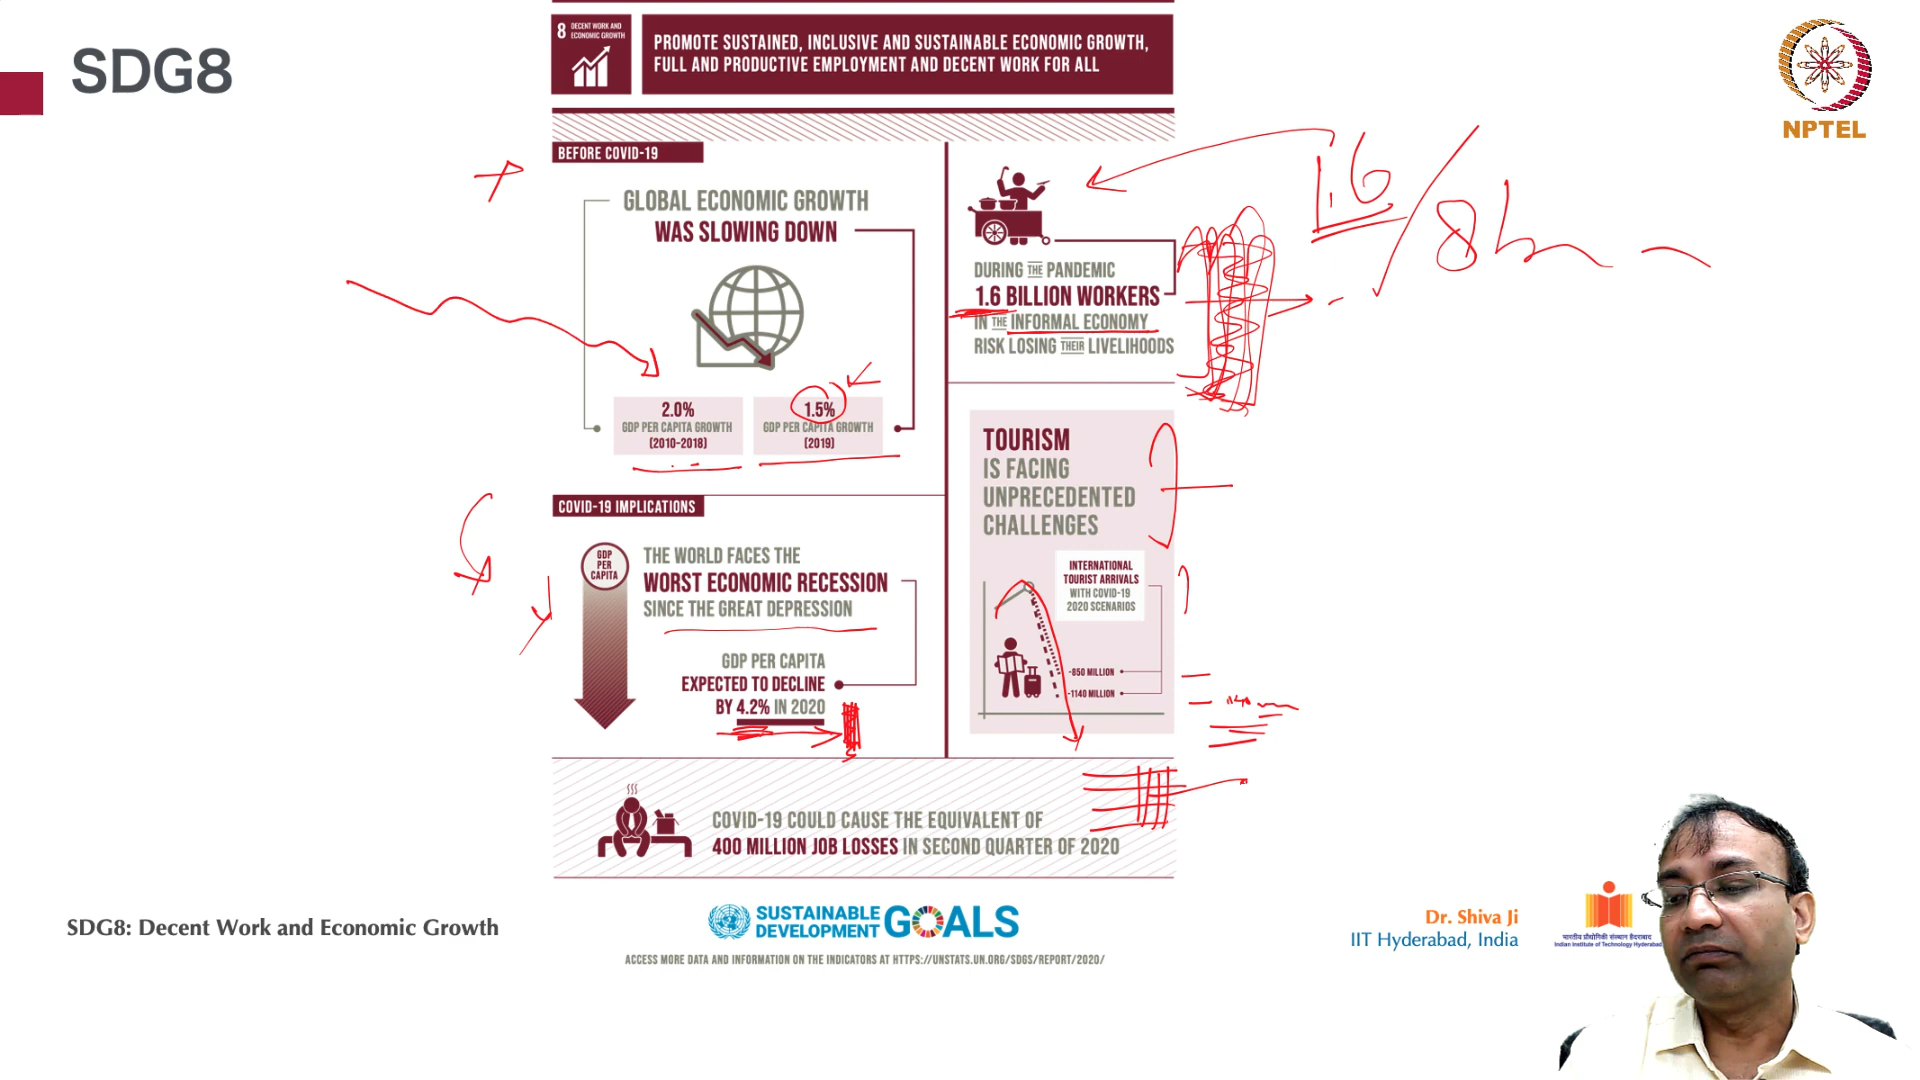 SDG8
8 DECENT WORK AND
ECONOMIC GROWTH
PROMOTE SUSTAINED, INCLUSIVE AND SUSTAINABLE ECONOMIC GROWTH,
FULL AND PRODUCTIVE EMPLOYMENT AND DECENT WORK FOR ALL
NPTEL
BEFORE COVID-19
GLOBAL ECONOMIC GROWTH
WAS SLOWING DOWN
2.0%
GDP PER CAPITA GROWTH
(2010-2018)
1.5%
GDP PER CAPITA GROWTH
(2019)
DURING THE PANDEMIC
1.6 BILLION WORKERS
IN THE INFORMAL ECONOMY
RISK LOSING THEIR LIVELIHOODS
1.6/8bn
TOURISM
IS FACING
UNPRECEDENTED
CHALLENGES
INTERNATIONAL
TOURIST ARRIVALS
WITH COVID-19
2020 SCENARIOS
-850 MILLION
-1140 MILLION
COVID-19 IMPLICATIONS
GDP
PER
CAPITA
THE WORLD FACES THE
WORST ECONOMIC RECESSION
SINCE THE GREAT DEPRESSION
GDP PER CAPITA
EXPECTED TO DECLINE
BY 4.2% IN 2020
COVID-19 COULD CAUSE THE EQUIVALENT OF
400 MILLION JOB LOSSES IN SECOND QUARTER OF 2020
SUSTAINABLE
DEVELOPMENT GOALS
ACCESS MORE DATA AND INFORMATION ON THE INDICATORS AT HTTPS://UNSTATS.UN.ORG/SDGS/REPORT/2020/
SDG8: Decent Work and Economic Growth
Dr. Shiva Ji
IIT Hyderabad, India
भारतीय प्रौद्योगिकी संस्थान हैदराबाद
Indian Institute of Technology Hyderabad